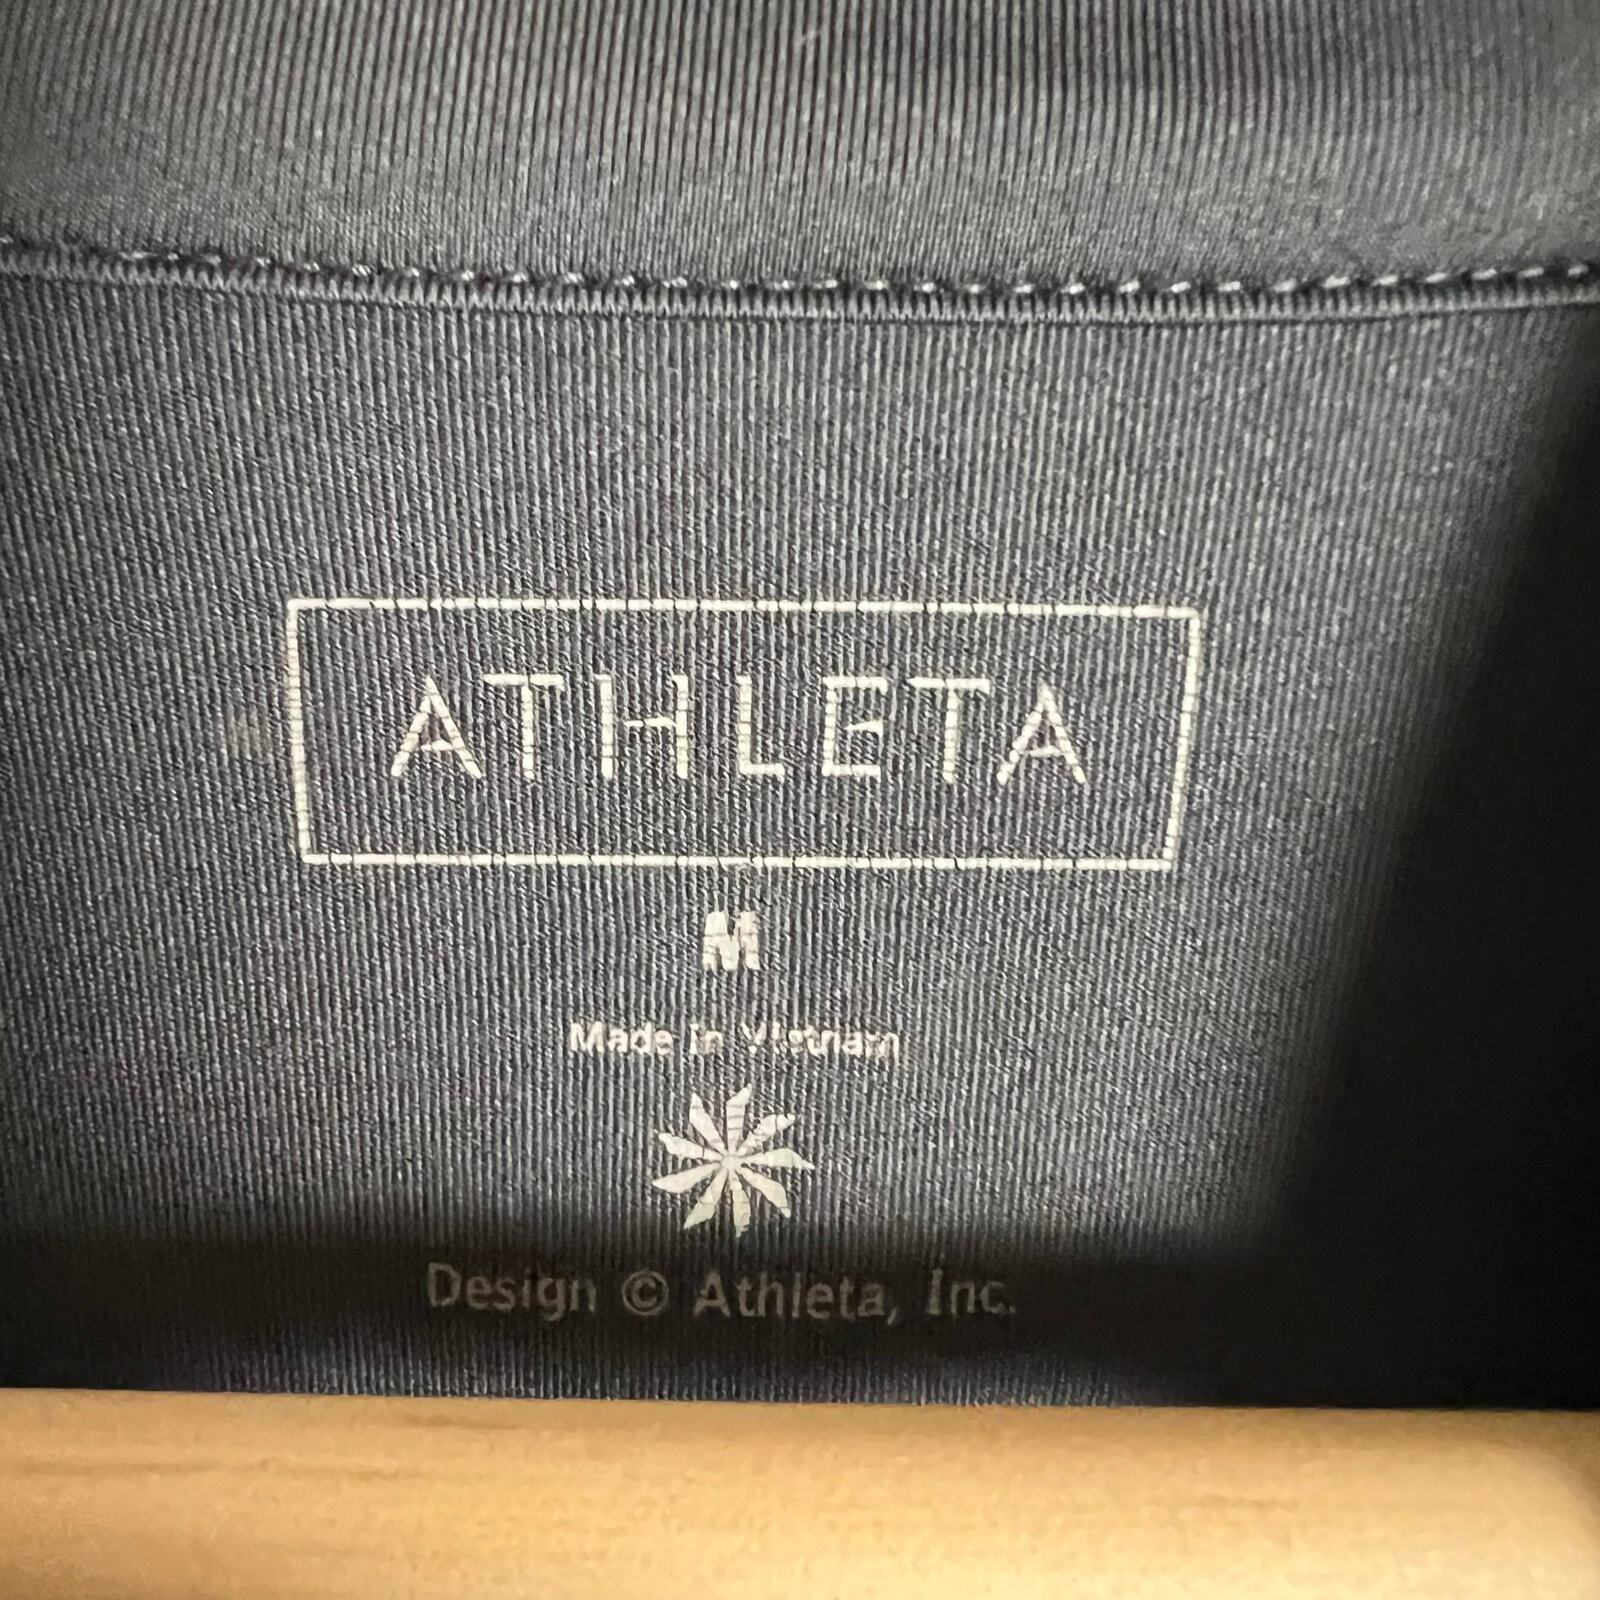 ATHLETA
M
Made in Vietnam
Design © Athleta, Inc.